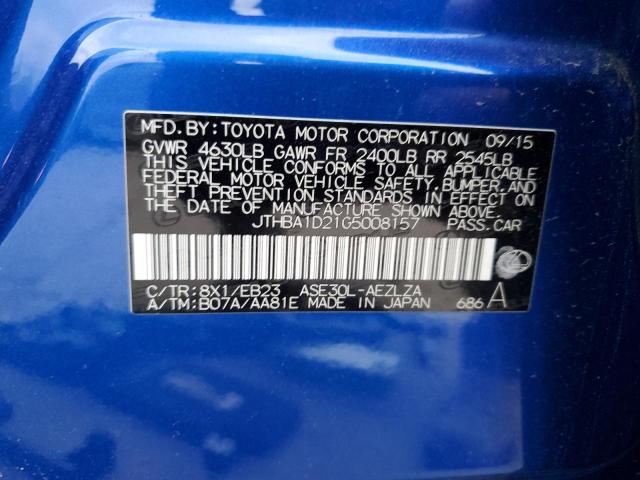 MFD. BY: TOYOTA MOTOR CORPORATION 09/15
GVWR 4630LB GAWR FR 2400LB RR 2545LB
THIS VEHICLE CONFORMS TO ALL APPLICABLE
FEDERAL MOTOR VEHICLE SAFETY, BUMPER, AND
THEFT PREVENTION STANDARDS IN EFFECT ON
THE DATE OF MANUFACTURE SHOWN ABOVE.
JTHBA1D21G5008157 PASS.CAR
C/TR: 8X1/EB23 ASE30L-AEZLZA
A/TM: B07A/AA81E MADE IN JAPAN 686 A